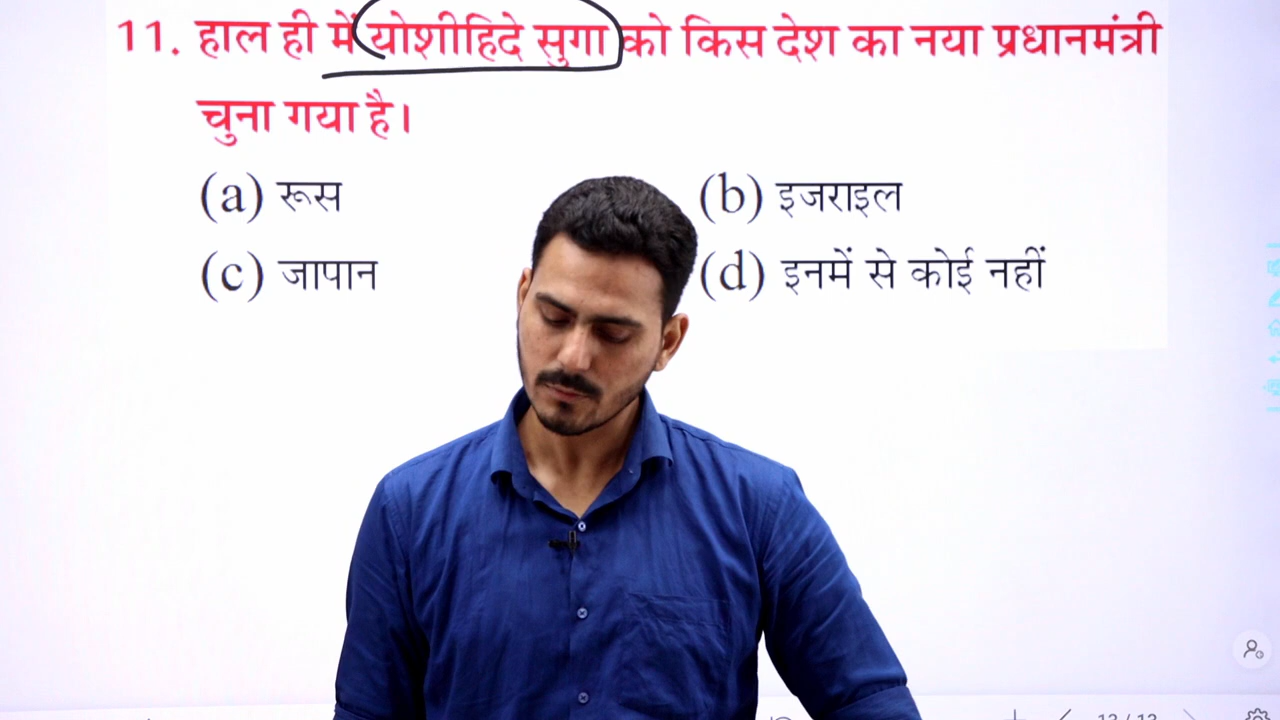 11. हाल ही में योशीहिदे सुगा को किस देश का नया प्रधानमंत्री
चुना गया है।
(a) रूस
(b) इजराइल
(c) जापान
(d) इनमें से कोई नहीं